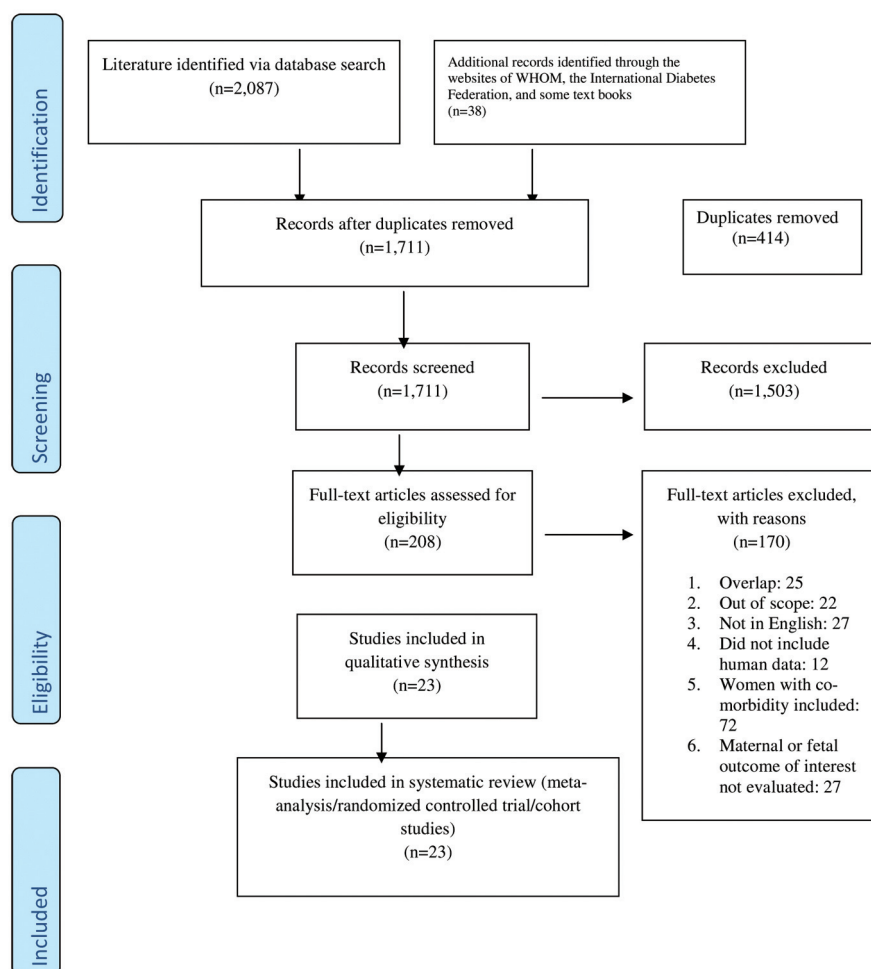 Identification
Literature identified via database search
(n=2,087)
Additional records identified through the
websites of WHOM, the International Diabetes
Federation, and some text books
(n=38)
Records after duplicates removed
(n=1,711)
Duplicates removed
(n=414)
Screening
Records screened
(n=1,711)
Records excluded
(n=1,503)
Eligibility
Full-text articles assessed for
eligibility
(n=208)
Full-text articles excluded,
with reasons
(n=170)
1. Overlap: 25
2. Out of scope: 22
3. Not in English: 27
4. Did not include
human data: 12
5. Women with co-
morbidity included:
72
6. Maternal or fetal
outcome of interest
not evaluated: 27
Studies included in
qualitative synthesis
(n=23)
Included
Studies included in systematic review (meta-
analysis/randomized controlled trial/cohort
studies)
(n=23)